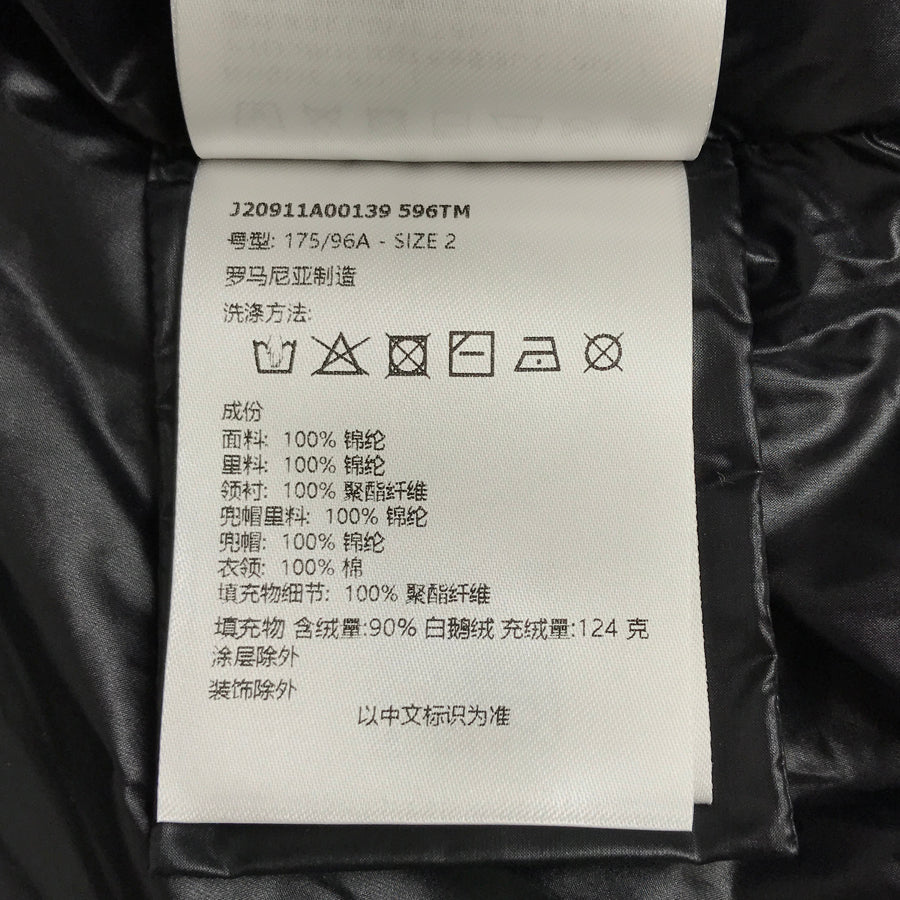 J20911A00139 596TM
号型: 175/96A - SIZE 2
罗马尼亚制造
洗涤方法:
成份
面料: 100% 锦纶
里料: 100% 锦纶
领衬: 100% 聚酯纤维
兜帽里料: 100% 锦纶
兜帽: 100% 锦纶
衣领: 100% 棉
填充物细节: 100% 聚酯纤维
填充物 含绒量:90% 白鹅绒 充绒量:124 克
涂层除外
装饰除外
以中文标识为准